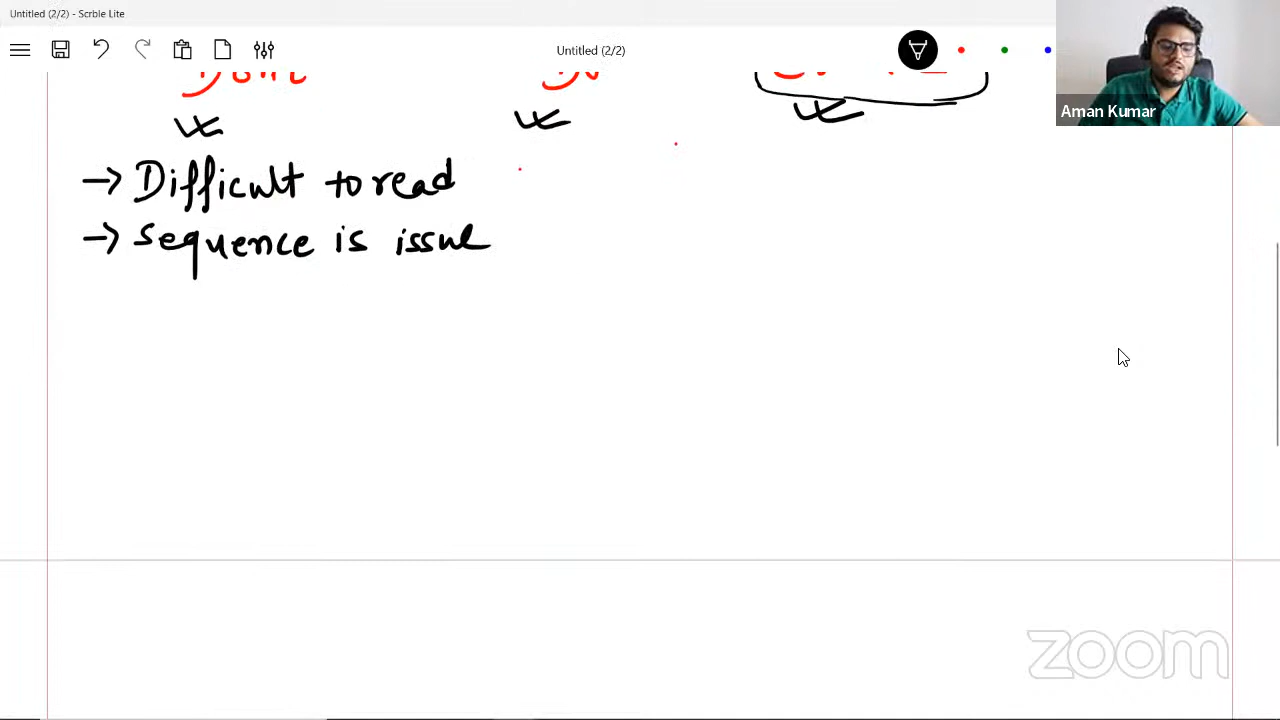 Untitled (2/2) - Scrble Lite
Untitled (2/2)
Aman Kumar
→ Difficult to read
→ Sequence is issue
zoom